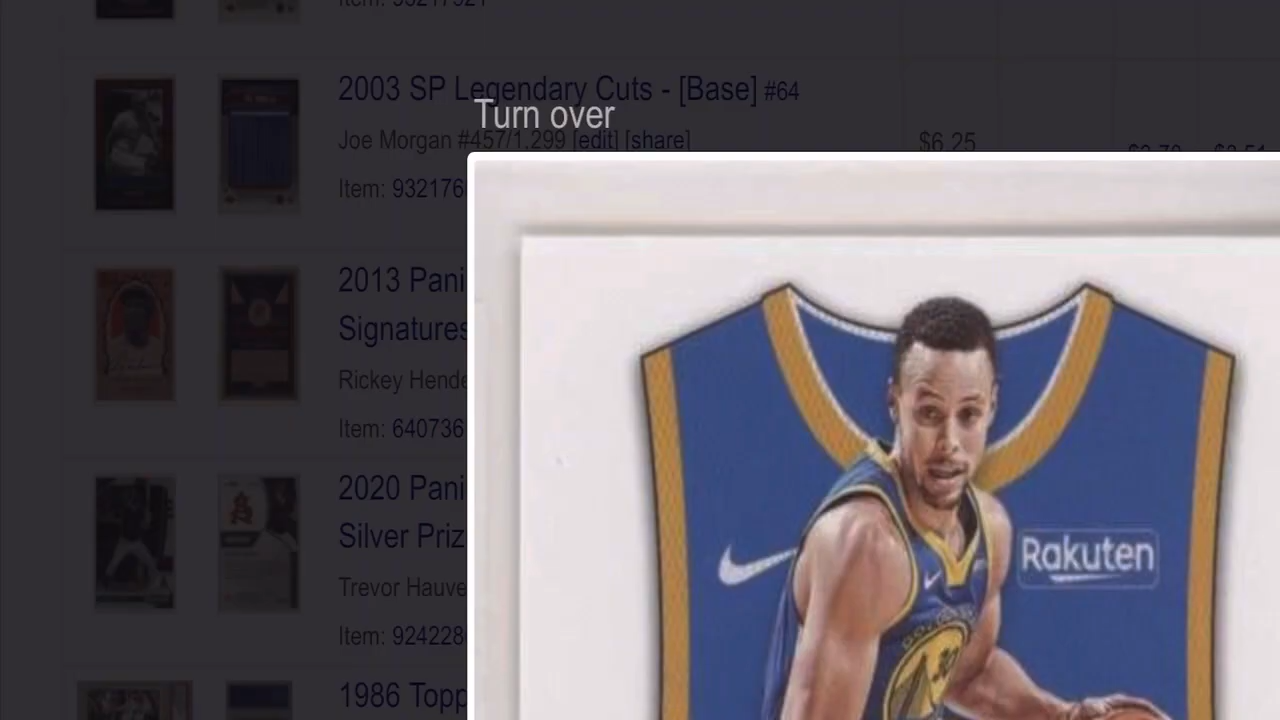 2003 SP Legendary Cuts - [Base] #64
Turn over
Joe Morgan #457/1,299 [edit] [share]
$6.25
Item: 932176
2013 Pani
Signatures
Rickey Hende
Item: 640736
Rakuten
2020 Pani
Silver Priz
Trevor Hauve
Item: 924228
30
1986 Topp